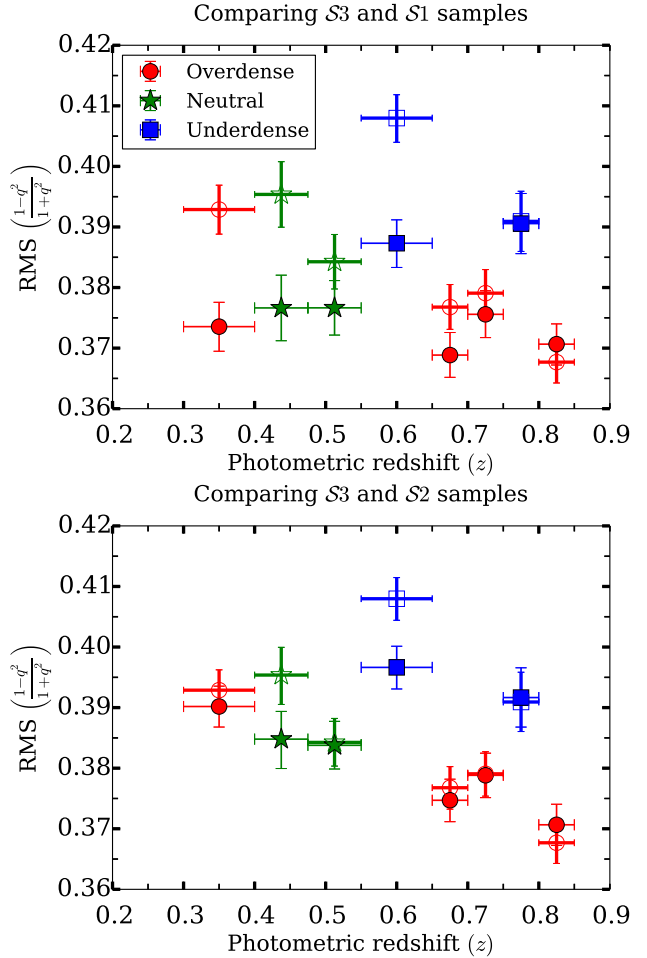 Comparing 𝒮3 and 𝒮1 samples
0.42
0.41
0.40
0.39
0.38
0.37
0.36
RMS (1−q²/1+q²)
Overdense
Neutral
Underdense
0.2 0.3 0.4 0.5 0.6 0.7 0.8 0.9
Photometric redshift (z)
Comparing 𝒮3 and 𝒮2 samples
0.42
0.41
0.40
0.39
0.38
0.37
0.36
RMS (1−q²/1+q²)
0.2 0.3 0.4 0.5 0.6 0.7 0.8 0.9
Photometric redshift (z)